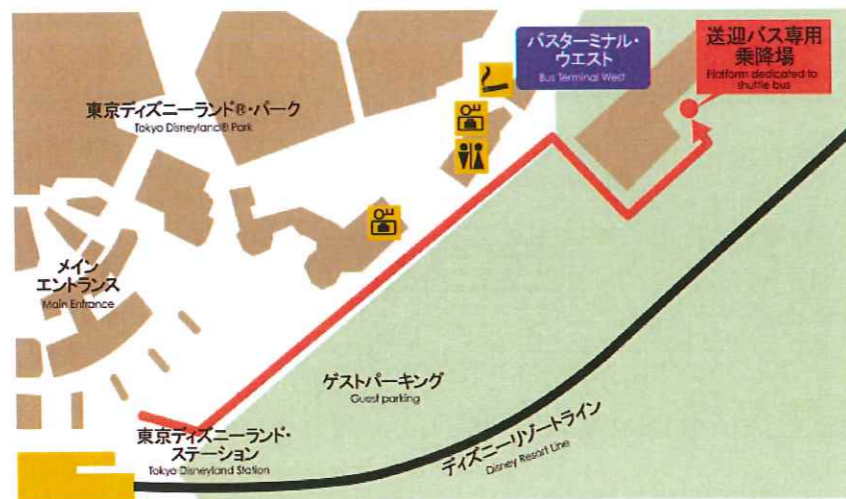 バスターミナル・
ウエスト
Bus Terminal West
送迎バス専用
乗降場
Platform dedicated to
shuttle bus
東京ディズニーランド®・パーク
Tokyo Disneyland® Park
メイン
エントランス
Main Entrance
ゲストパーキング
Guest parking
東京ディズニーランド・
ステーション
Tokyo Disneyland Station
ディズニーリゾートライン
Disney Resort Line